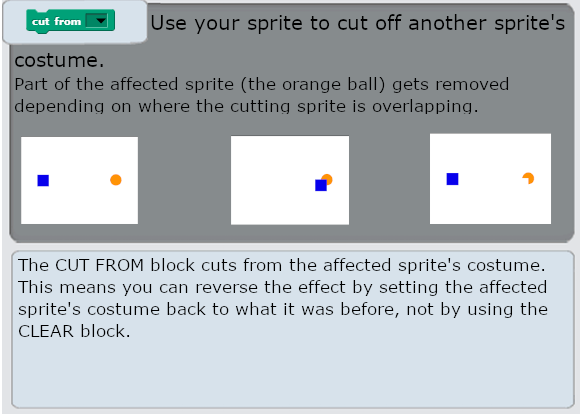 cut from
Use your sprite to cut off another sprite's
costume.
Part of the affected sprite (the orange ball) gets removed
depending on where the cutting sprite is overlapping.
The CUT FROM block cuts from the affected sprite's costume.
This means you can reverse the effect by setting the affected
sprite's costume back to what it was before, not by using the
CLEAR block.